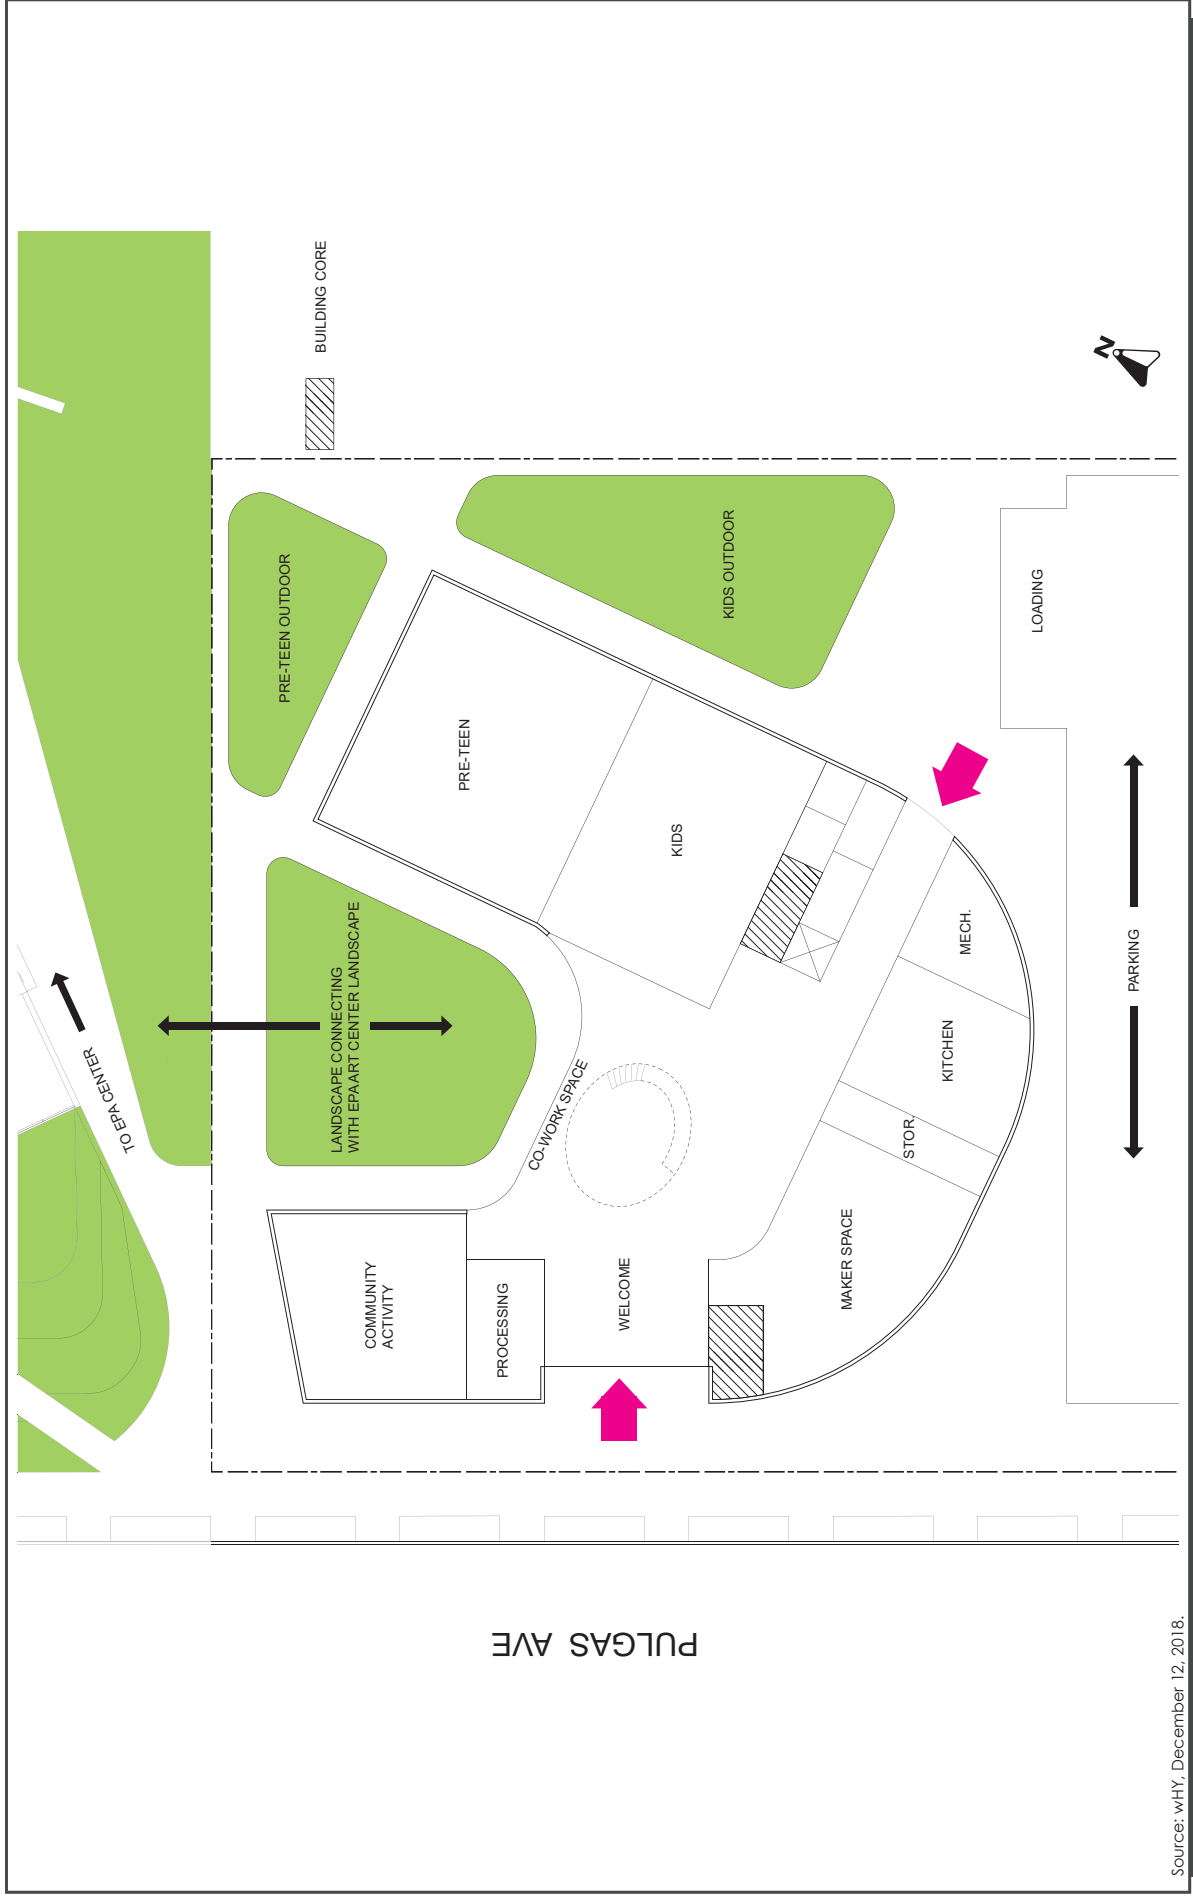 BUILDING CORE
N
PRE-TEEN OUTDOOR
KIDS OUTDOOR
LOADING
PRE-TEEN
KIDS
LANDSCAPE CONNECTING
WITH EPAART CENTER LANDSCAPE
TO EPA CENTER
CO-WORK SPACE
MECH.
KITCHEN
STOR.
PARKING
COMMUNITY
ACTIVITY
PROCESSING
WELCOME
MAKER SPACE
PULGAS AVE
Source: wHY, December 12, 2018.